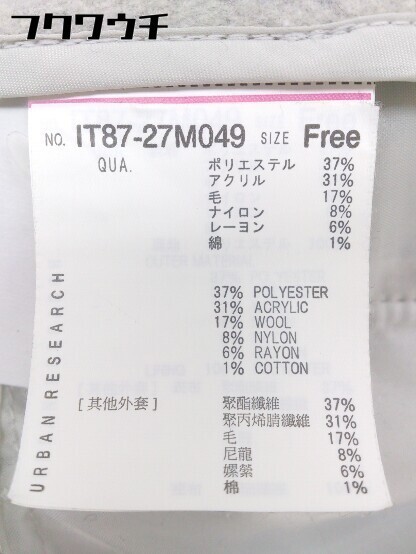 フクワウチ
NO. IT87-27M049 SIZE Free
QUA. ポリエステル 37%
アクリル 31%
毛 17%
ナイロン 8%
レーヨン 6%
綿 1%
37% POLYESTER
31% ACRYLIC
17% WOOL
8% NYLON
6% RAYON
1% COTTON
[其他外套] 聚酯纖維 37%
聚丙烯腈纖維 31%
毛 17%
尼龍 8%
嫘縈 6%
棉 1%
URBAN RESEARCH